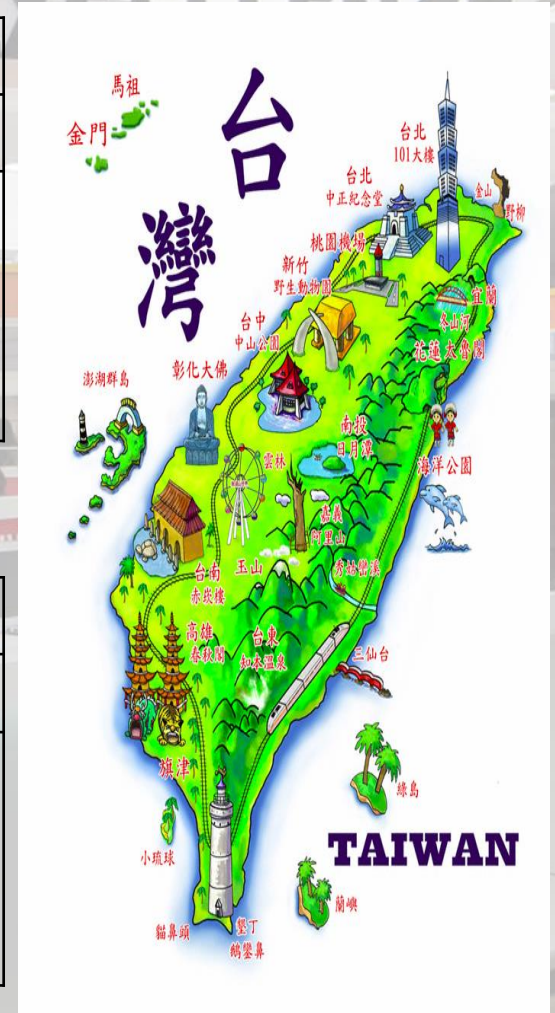 台
灣
馬祖
金門
台北
101大樓
台北
中正紀念堂
金山
野柳
桃園機場
新竹
野生動物園
宜蘭
冬山河
台中
中山公園
花蓮太魯閣
澎湖群島
彰化大佛
南投
日月潭
雲林
海洋公園
嘉義
阿里山
台南
赤崁樓
玉山
秀姑巒溪
高雄
春秋閣
台東
知本溫泉
三仙台
旗津
綠島
小琉球
TAIWAN
蘭嶼
貓鼻頭
墾丁
鵝鑾鼻